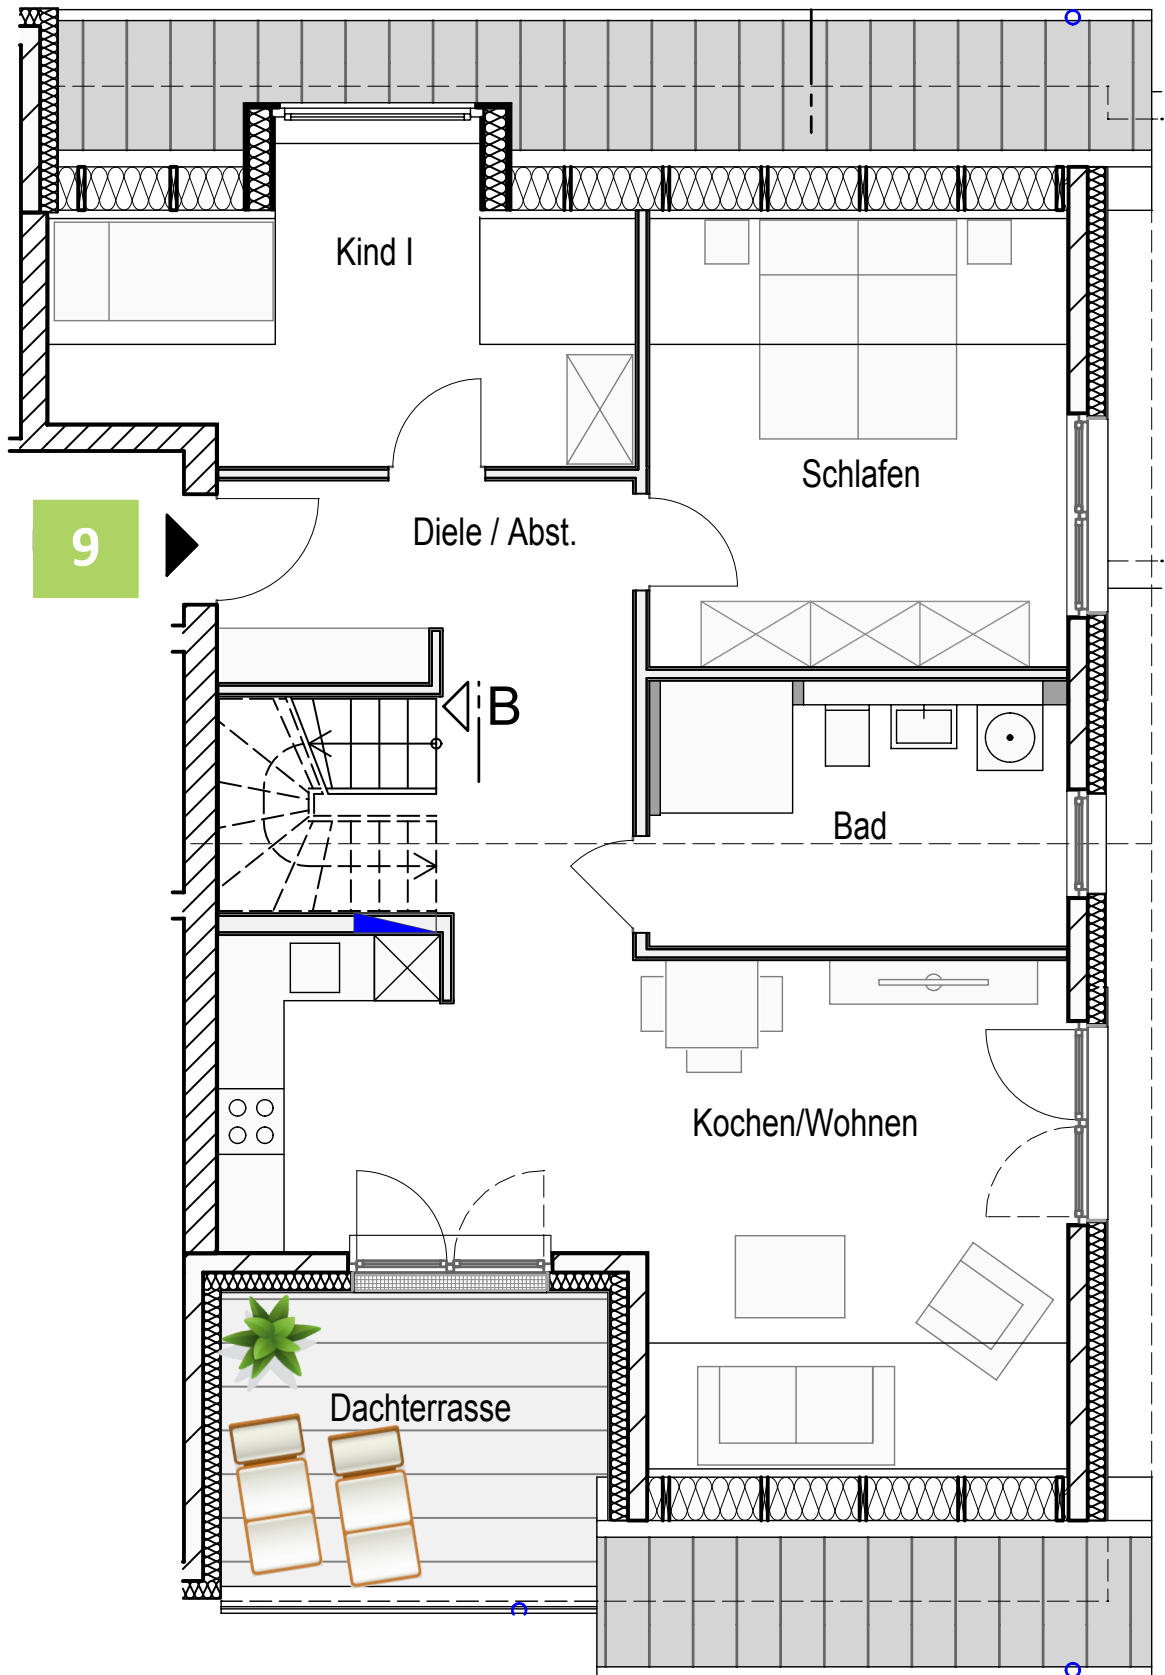 Kind I
Schlafen
Diele / Abst.
9
B
Bad
Kochen/Wohnen
Dachterrasse